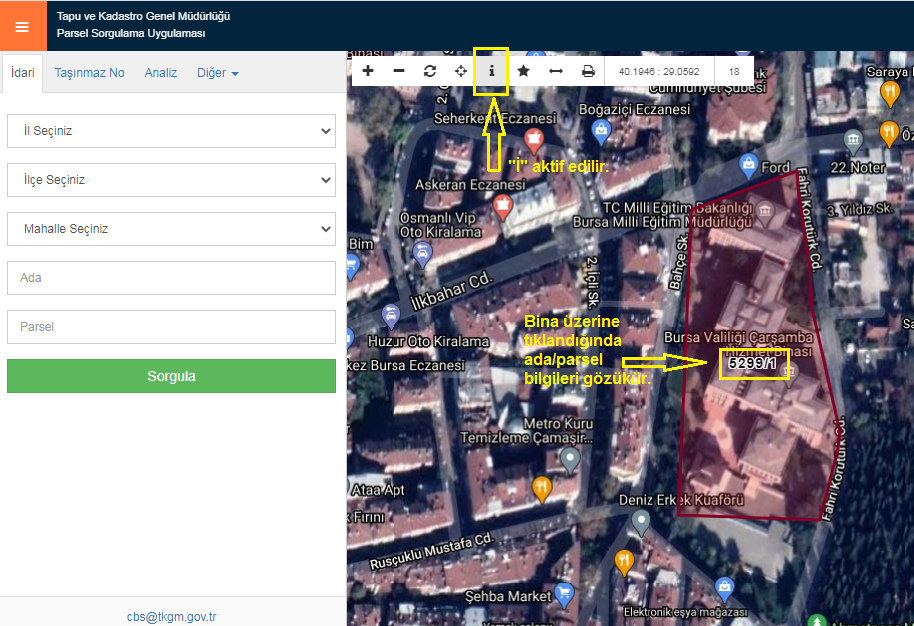 Tapu ve Kadastro Genel Müdürlüğü
Parsel Sorgulama Uygulaması
İdari
Taşınmaz No
Analiz
Diğer
İl Seçiniz
İlçe Seçiniz
Mahalle Seçiniz
Ada
Parsel
Sorgula
cbs@tkgm.gov.tr
40.1946 : 29.0592
18
Cumhuriyet Şubesi
Saraya
Seherkent Eczanesi
Boğaziçi Eczanesi
"İ" aktif edilir.
Ford
22.Noter
Askeran Eczanesi
Osmanlı Vip
Oto Kiralama
TC Milli Eğitim Bakanlığı
Bursa Milli Eğitim Müdürlüğü
3. Yıldız Sk.
Fahri Korutürk Cd.
Bahçe Sk.
Bim
İlkbahar Cd.
2. İçli Sk.
Bina üzerine
tıklandığında
ada/parsel
bilgileri gözükür.
Huzur Oto Kiralama
kez Bursa Eczanesi
Bursa Valiliği Çarşamba
Hizmet Binası
5299/1
Metro Kuru
Temizleme Çamaşır...
Fahri Korutürk Cd.
Ataa Apt
k Fırını
Deniz Erkek Kuaförü
Rusçuklu Mustafa Cd.
Şehba Market
Elektronik eşya mağazası